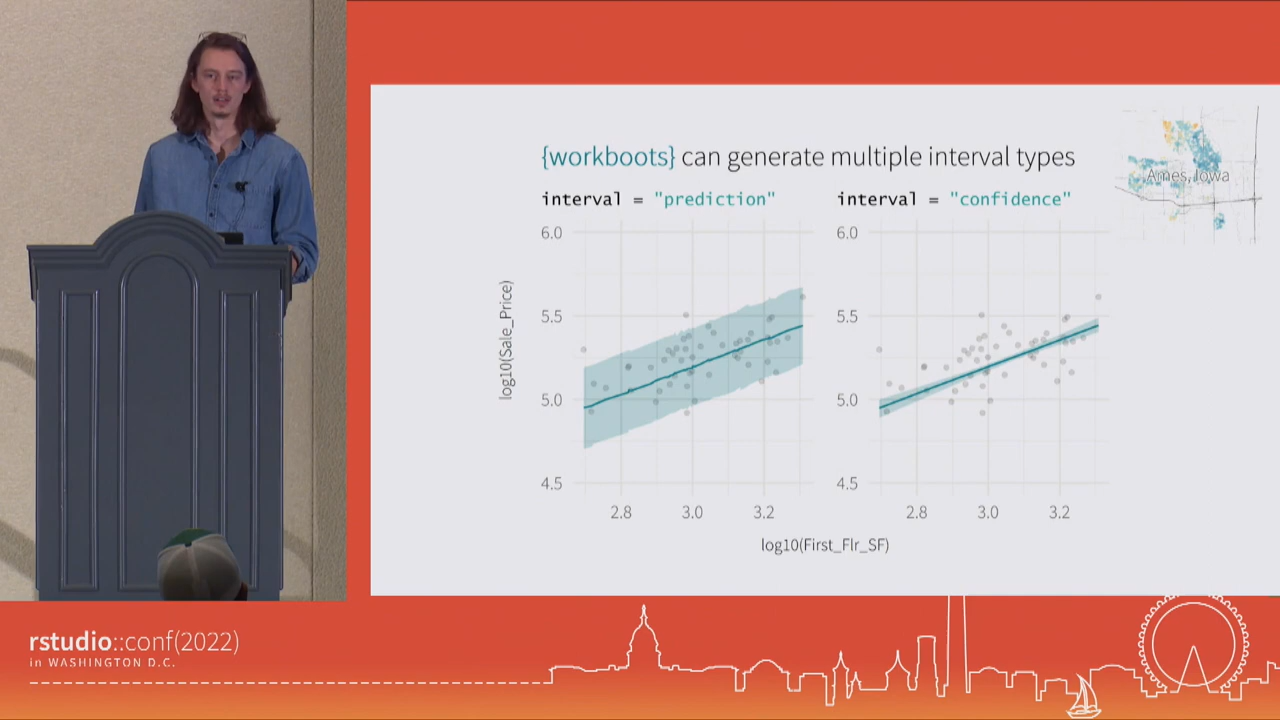 {workboots} can generate multiple interval types
Ames, Iowa
interval = "prediction"
interval = "confidence"
6.0
5.5
5.0
4.5
log10(Sale_Price)
2.8
3.0
3.2
6.0
5.5
5.0
4.5
2.8
3.0
3.2
log10(First_Flr_SF)
rstudio::conf(2022)
in WASHINGTON D.C.